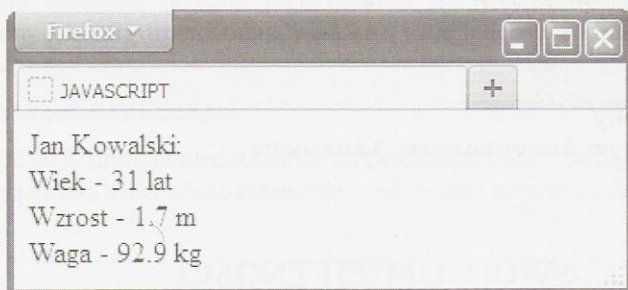 Firefox
JAVASCRIPT
+
Jan Kowalski:
Wiek - 31 lat
Wzrost - 1.7 m
Waga - 92.9 kg